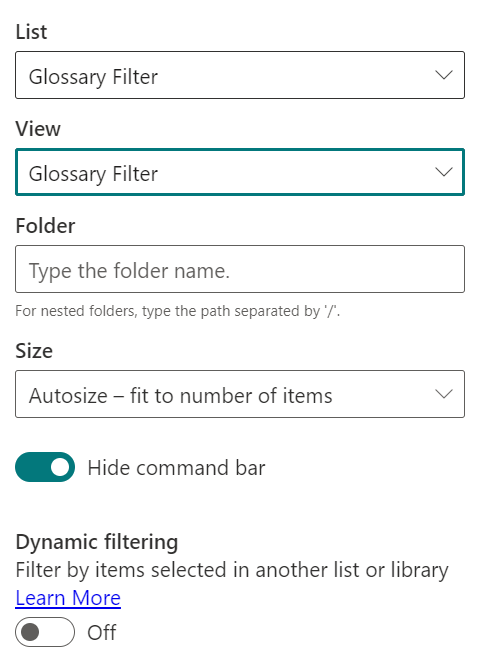 List
Glossary Filter
View
Glossary Filter
Folder
Type the folder name.
For nested folders, type the path separated by '/'.
Size
Autosize – fit to number of items
Hide command bar
Dynamic filtering
Filter by items selected in another list or library
Learn More
Off